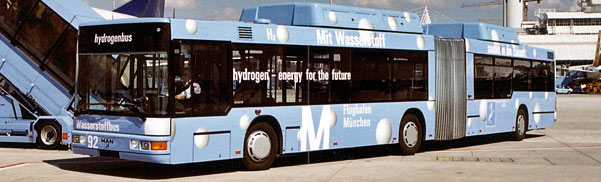 hydrogenbus
H₂
Mit Wasserstoff
hydrogen - energy for the future
Wasserstoffbus
92
MAN
M
Flughafen
München